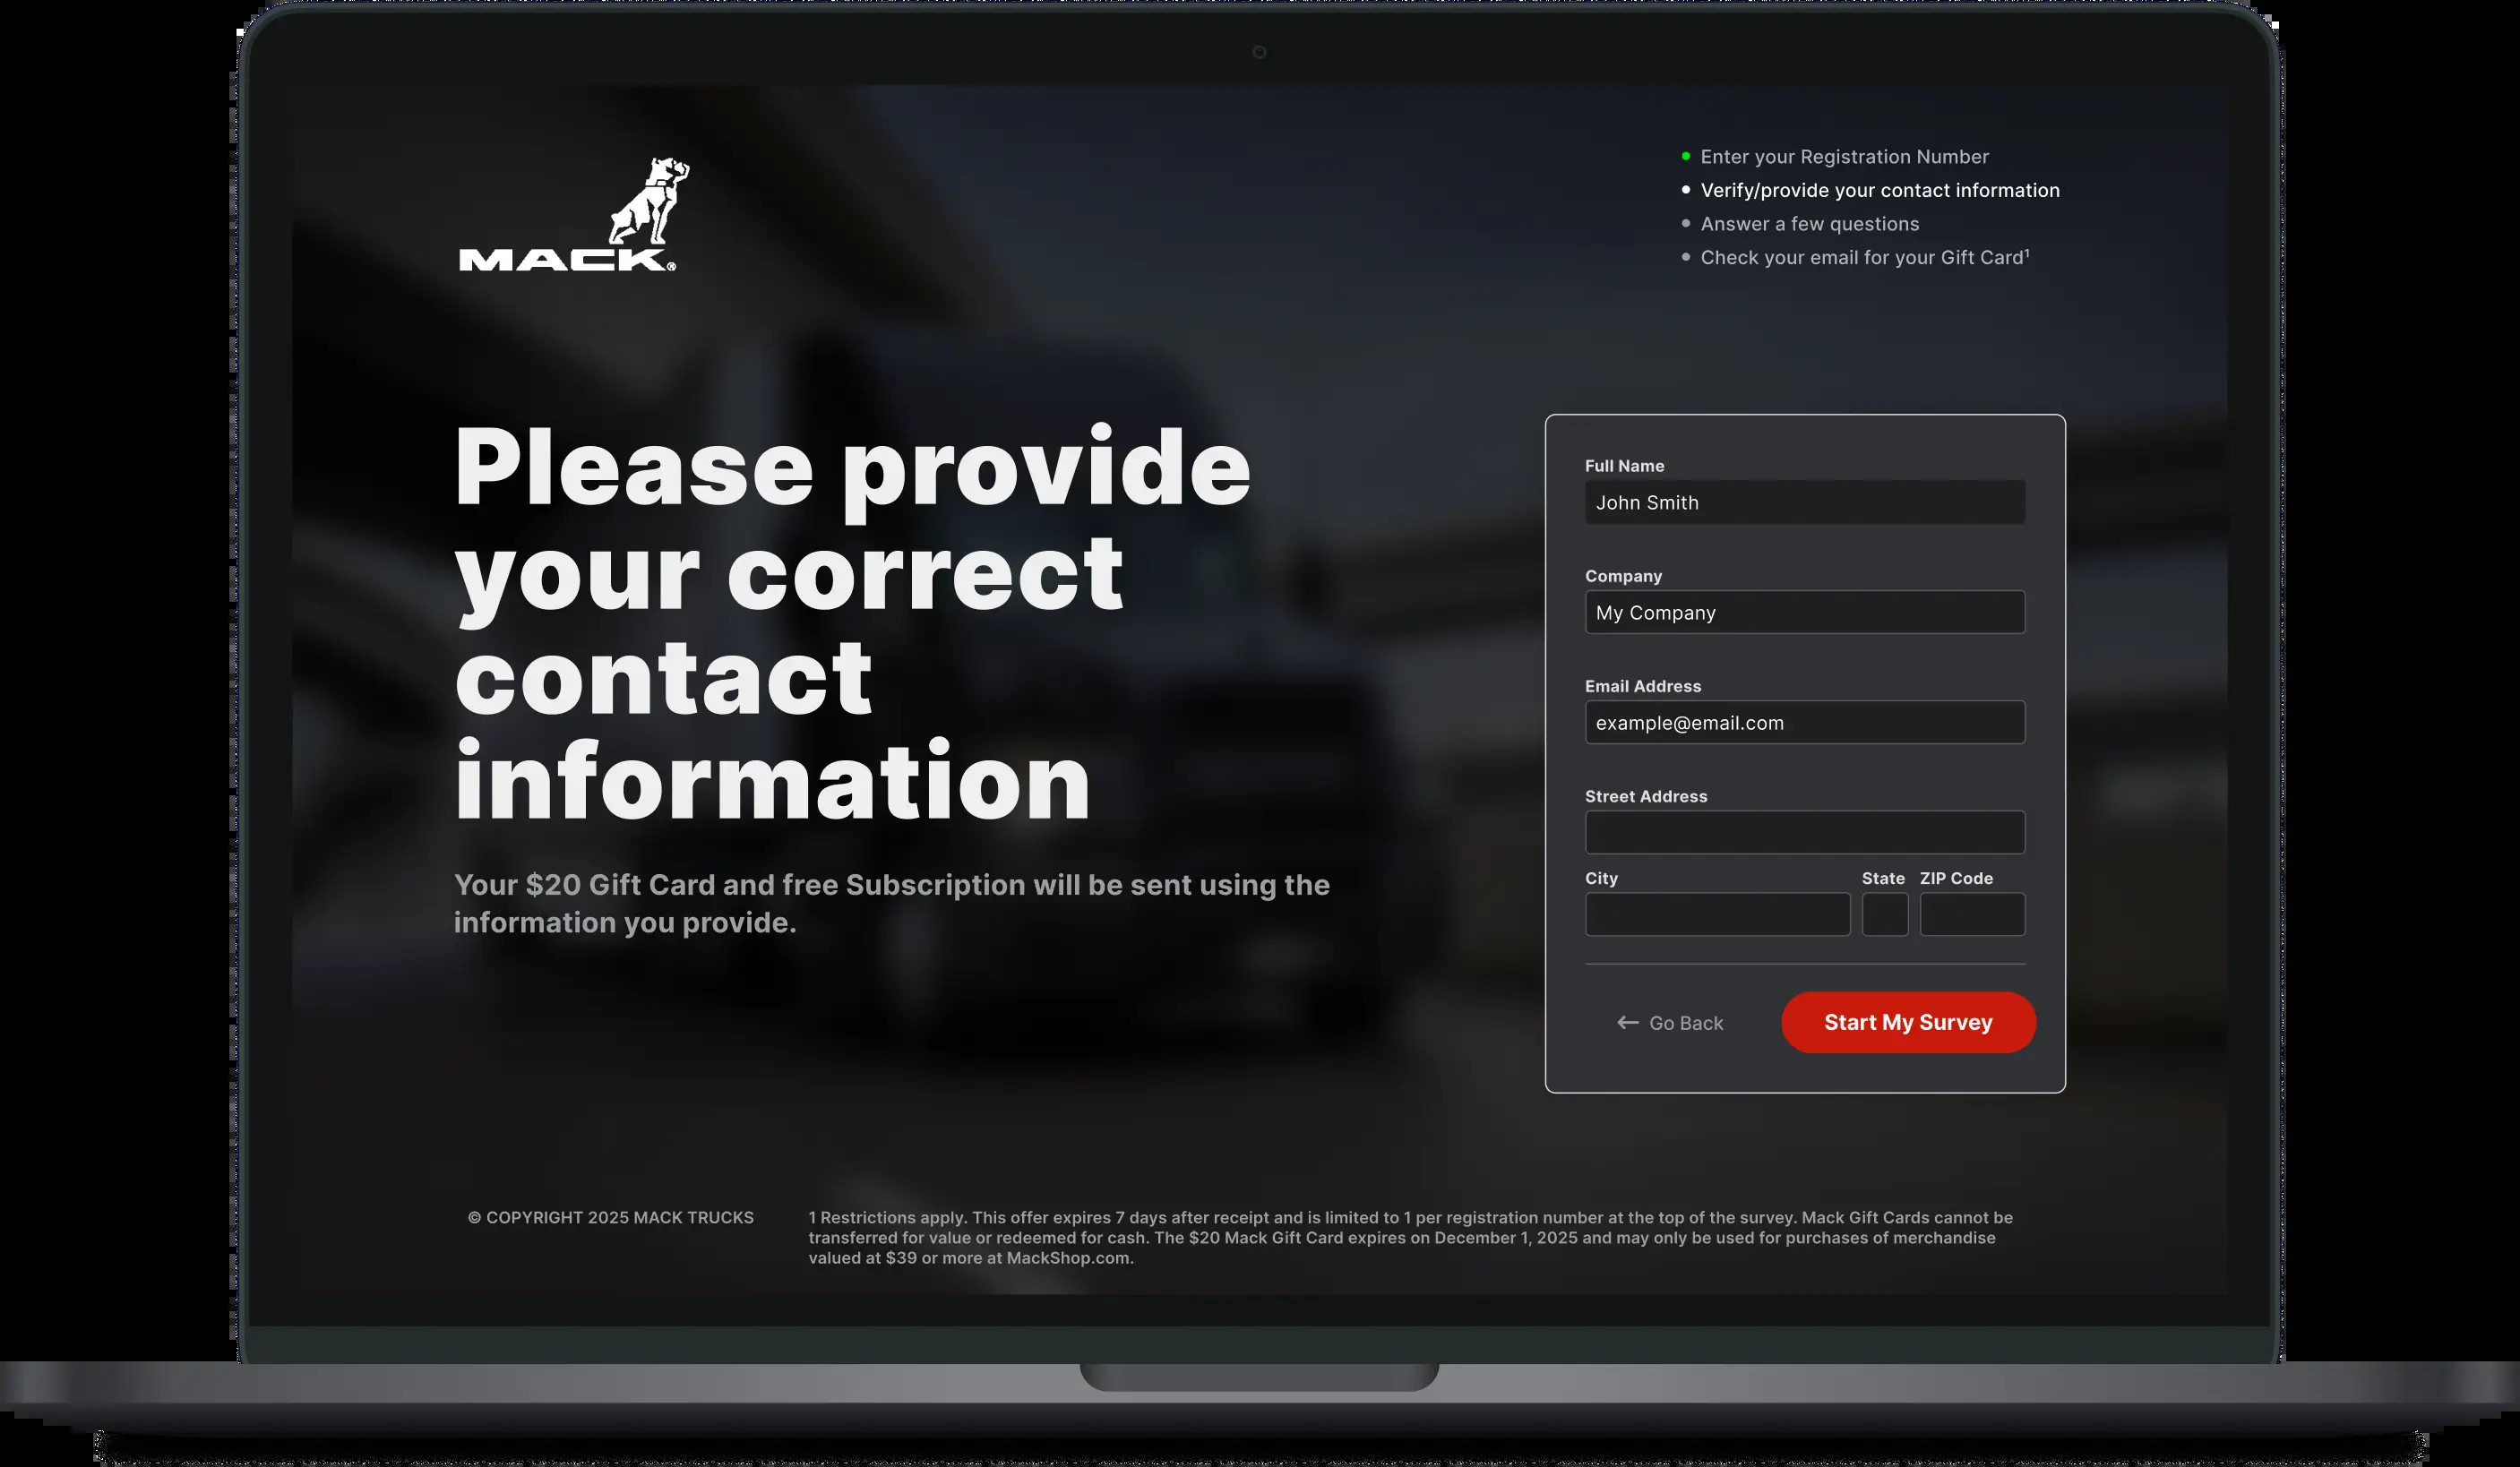 MACK®
Enter your Registration Number
Verify/provide your contact information
Answer a few questions
Check your email for your Gift Card¹
Please provide
your correct
contact
information
Your $20 Gift Card and free Subscription will be sent using the
information you provide.
Full Name
John Smith
Company
My Company
Email Address
example@email.com
Street Address
City State ZIP Code
← Go Back Start My Survey
© COPYRIGHT 2025 MACK TRUCKS
1 Restrictions apply. This offer expires 7 days after receipt and is limited to 1 per registration number at the top of the survey. Mack Gift Cards cannot be
transferred for value or redeemed for cash. The $20 Mack Gift Card expires on December 1, 2025 and may only be used for purchases of merchandise
valued at $39 or more at MackShop.com.